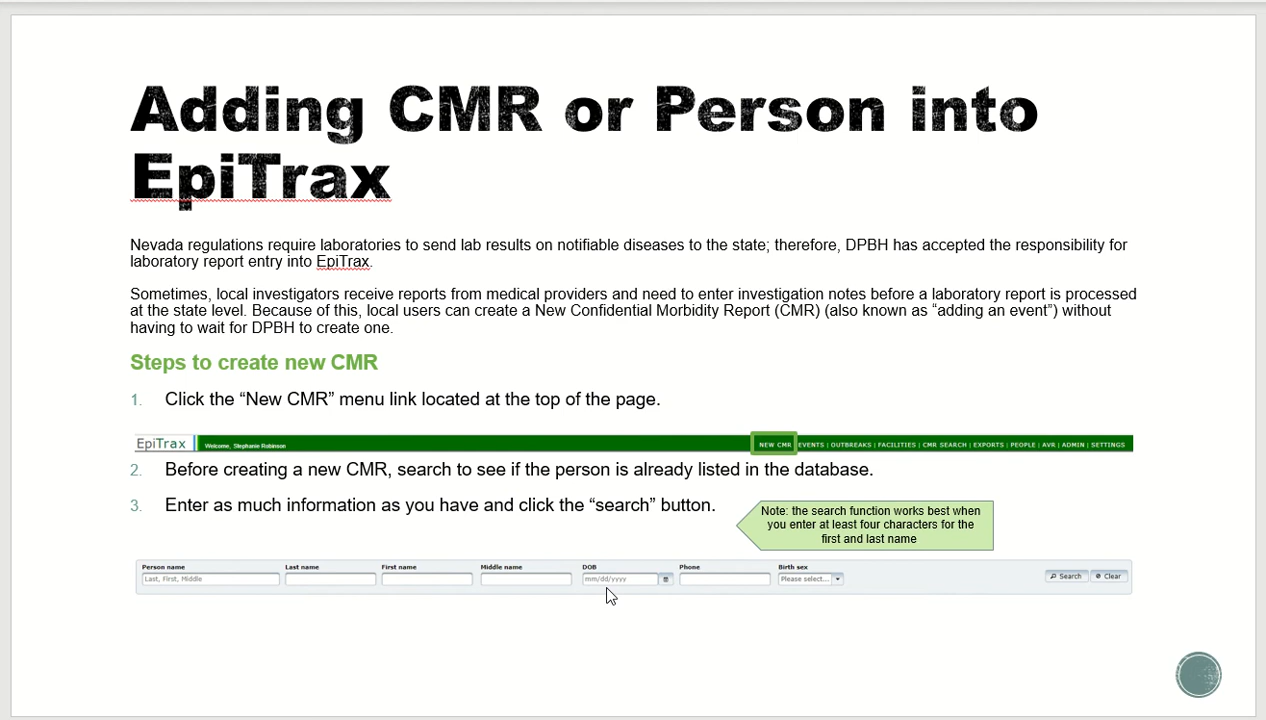 Adding CMR or Person into
EpiTrax
Nevada regulations require laboratories to send lab results on notifiable diseases to the state; therefore, DPBH has accepted the responsibility for
laboratory report entry into EpiTrax.
Sometimes, local investigators receive reports from medical providers and need to enter investigation notes before a laboratory report is processed
at the state level. Because of this, local users can create a New Confidential Morbidity Report (CMR) (also known as “adding an event”) without
having to wait for DPBH to create one.
Steps to create new CMR
1. Click the “New CMR” menu link located at the top of the page.
EpiTrax Welcome, Stephanie Robinson NEW CMR EVENTS | OUTBREAKS | FACILITIES | CMR SEARCH | EXPORTS | PEOPLE | AVR | ADMIN | SETTINGS
2. Before creating a new CMR, search to see if the person is already listed in the database.
3. Enter as much information as you have and click the “search” button.
Note: the search function works best when
you enter at least four characters for the
first and last name
Person name Last name First name Middle name DOB Phone Birth sex
Last, First, Middle mm/dd/yyyy Please select... Search Clear